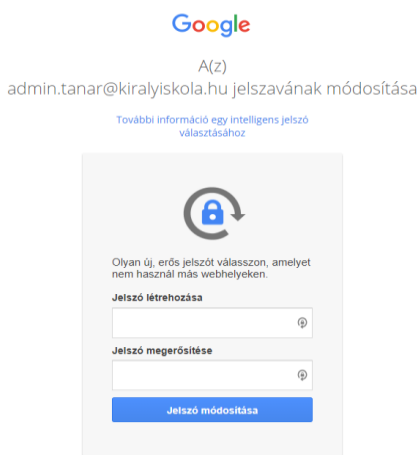 Google
A(z)
admin.tanar@kiralyiskola.hu jelszavának módosítása
További információ egy intelligens jelszó
választásához
Olyan új, erős jelszót válasszon, amelyet
nem használ más webhelyeken.
Jelszó létrehozása
Jelszó megerősítése
Jelszó módosítása